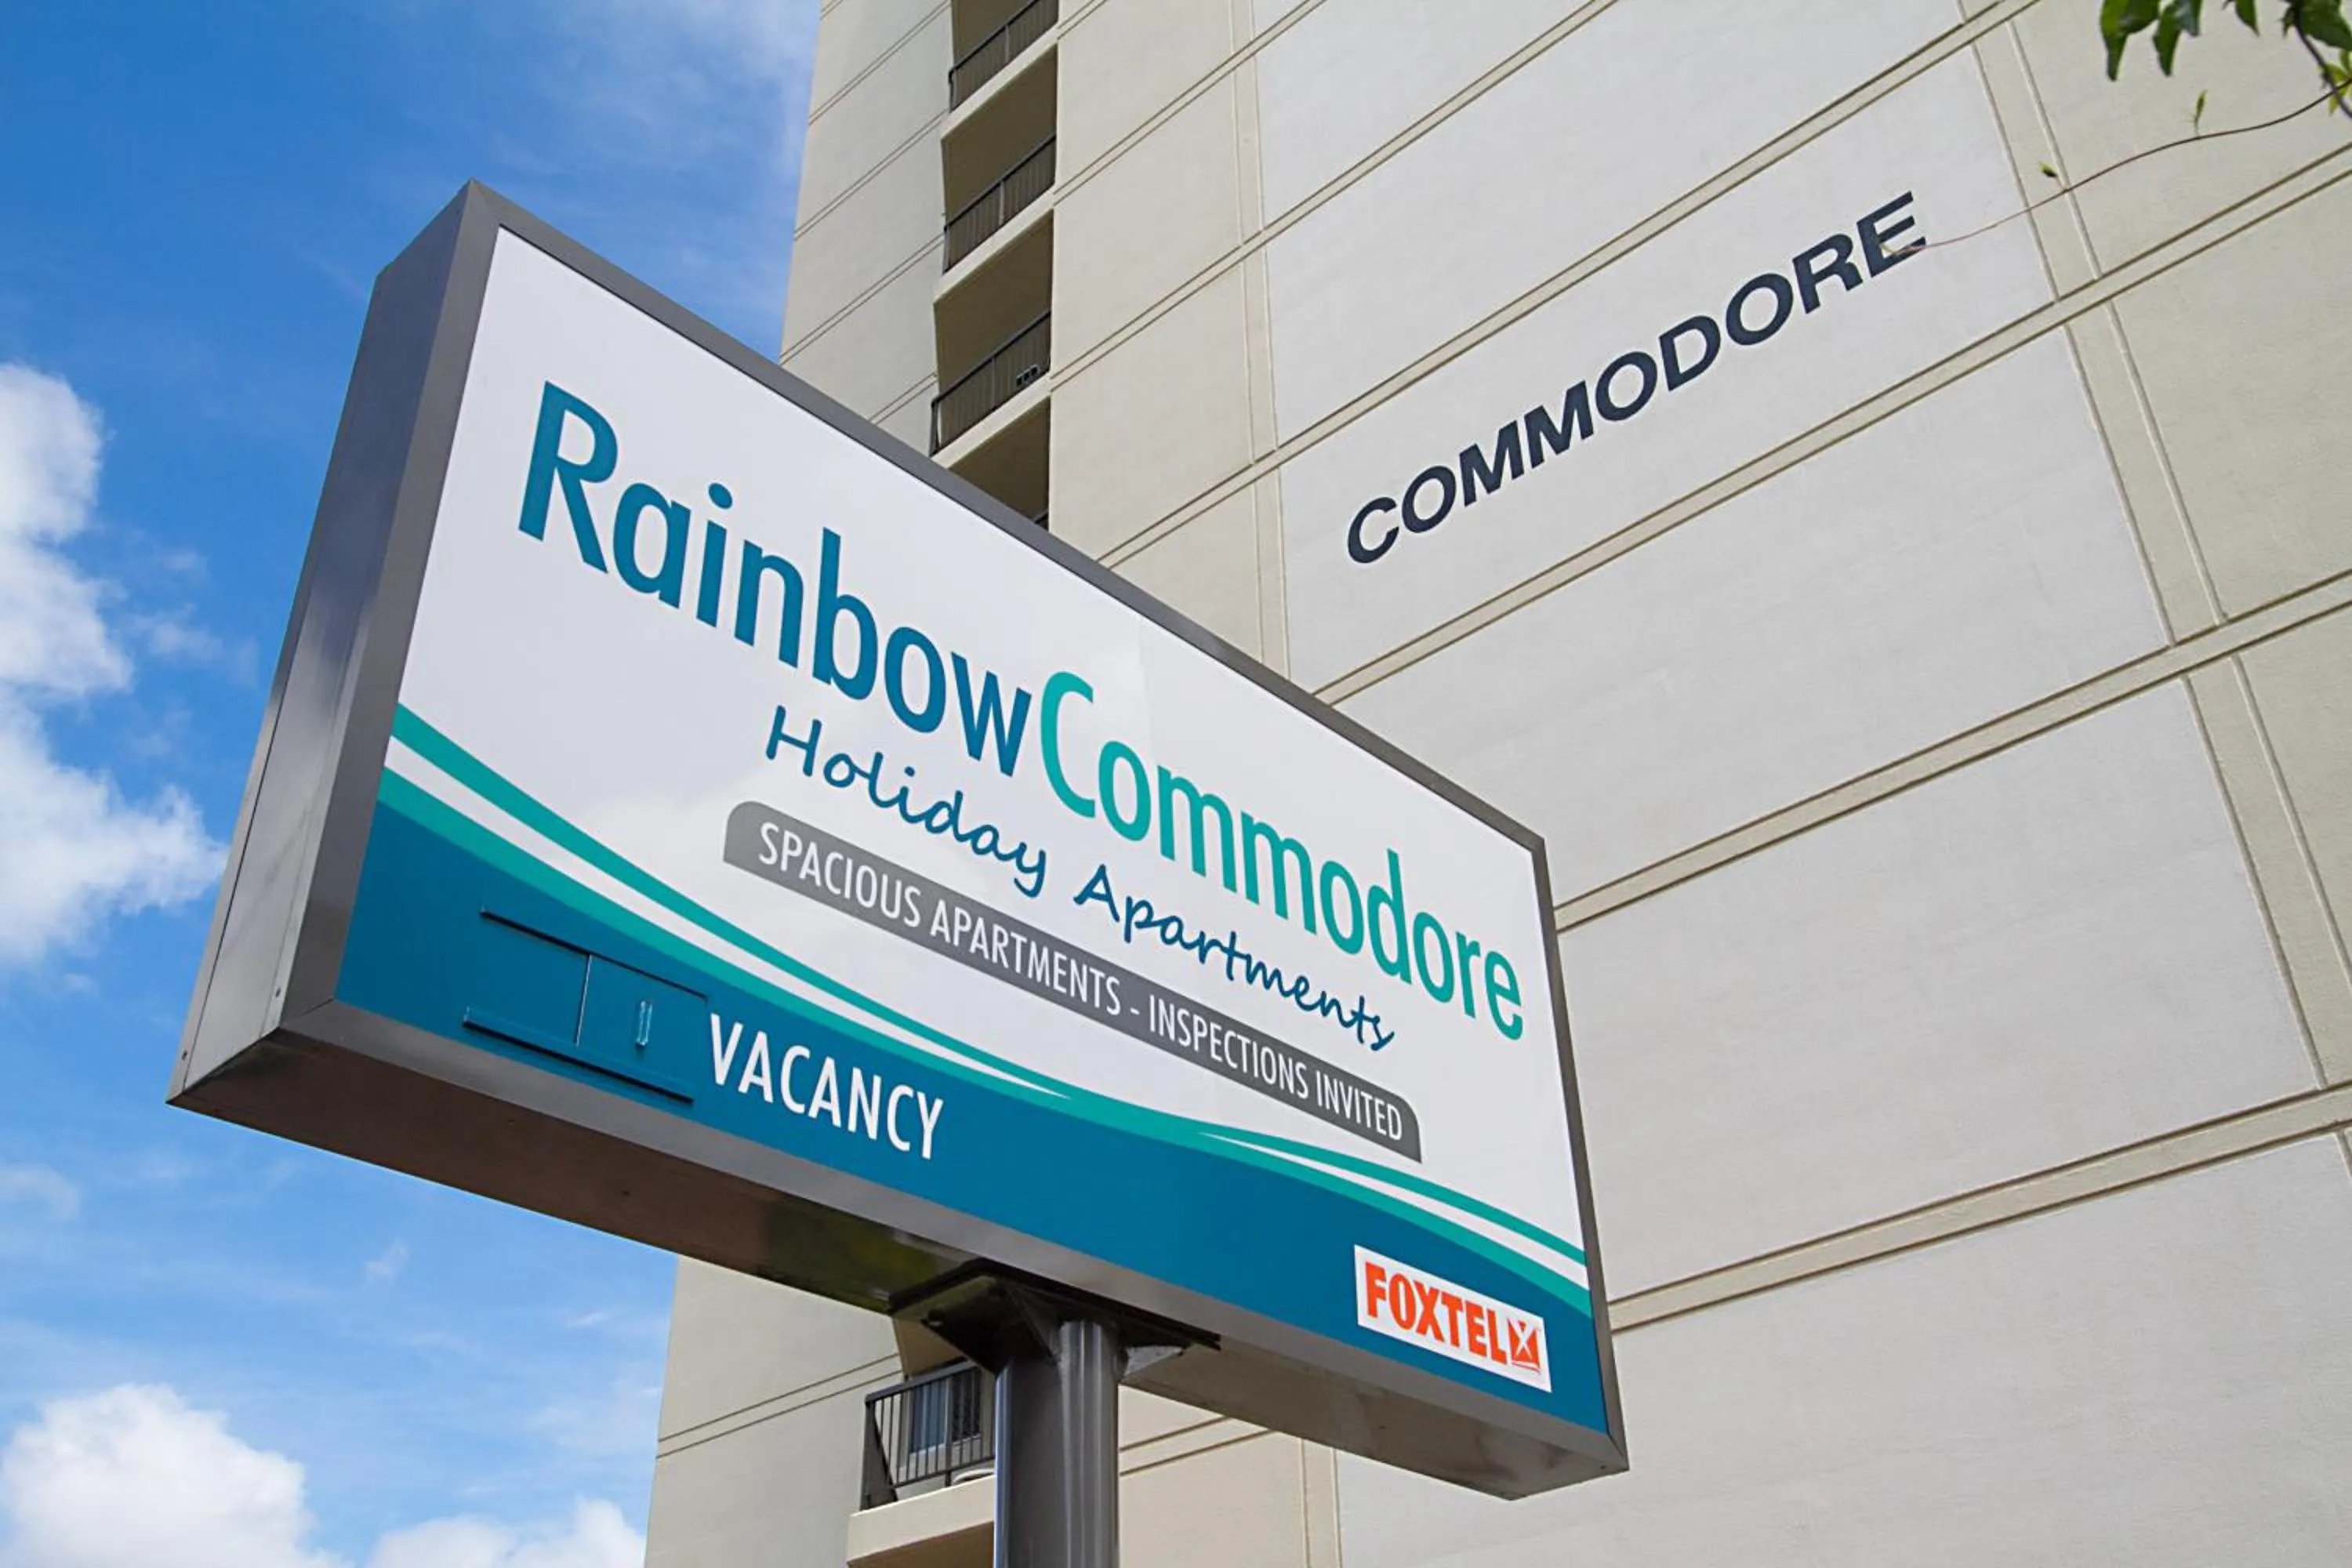 COMMODORE
RainbowCommodore
Holiday Apartments
SPACIOUS APARTMENTS - INSPECTIONS INVITED
VACANCY
FOXTEL